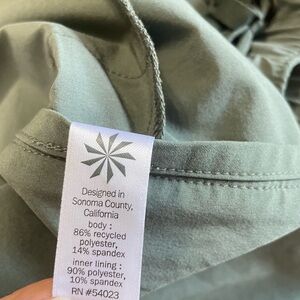 Designed in
Sonoma County,
California
body :
86% recycled
polyester,
14% spandex
inner lining :
90% polyester,
10% spandex
RN #54023